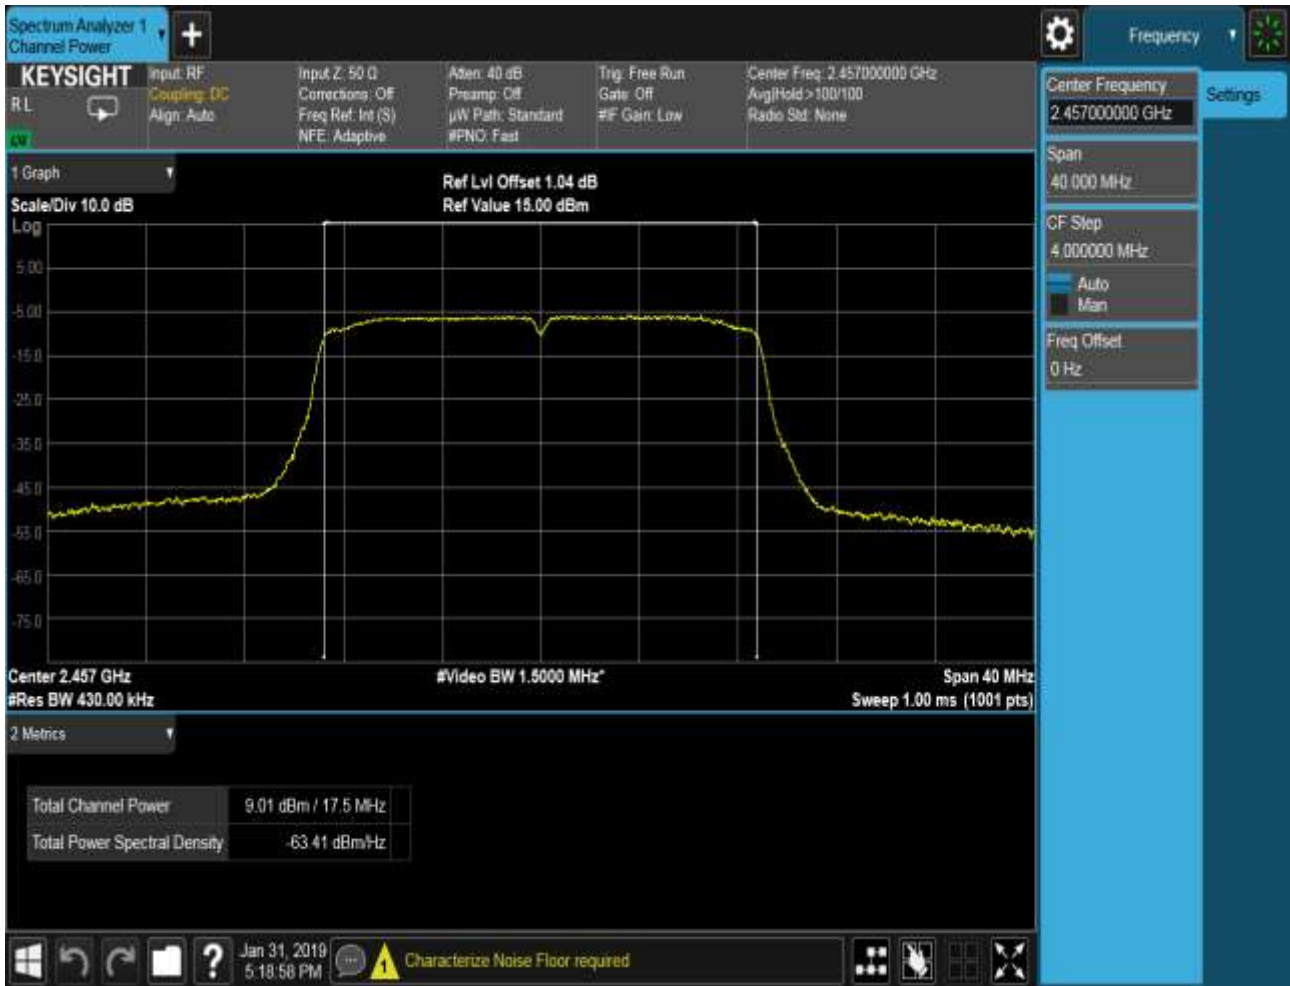 Spectrum Analyzer 1
Channel Power
Frequency
KEYSIGHT
R L
Input: RF
Coupling: DC
Align: Auto
Input Z: 50 Ω
Corrections: Off
Freq Ref: Int (S)
NFE: Adaptive
Atten: 40 dB
Preamp: Off
µW Path: Standard
#PNO: Fast
Trig: Free Run
Gate: Off
#IF Gain: Low
Center Freq: 2.457000000 GHz
Avg|Hold>100/100
Radio Std: None
Center Frequency
2.457000000 GHz
Settings
Span
40.000 MHz
CF Step
4.000000 MHz
Auto
Man
Freq Offset
0 Hz
1 Graph
Scale/Div 10.0 dB
Ref Lvl Offset 1.04 dB
Ref Value 15.00 dBm
Log
5.00
-5.00
-15.0
-25.0
-35.0
-45.0
-55.0
-65.0
-75.0
Center 2.457 GHz
#Video BW 1.5000 MHz*
Span 40 MHz
#Res BW 430.00 kHz
Sweep 1.00 ms (1001 pts)
2 Metrics
Total Channel Power 9.01 dBm / 17.5 MHz
Total Power Spectral Density -63.41 dBm/Hz
Jan 31, 2019
5:18:58 PM
1
Characterize Noise Floor required